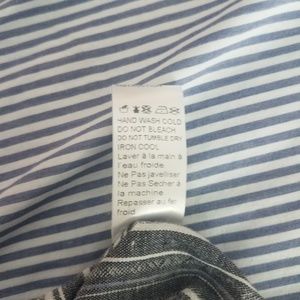 HAND WASH COLD
DO NOT BLEACH
DO NOT TUMBLE DRY
IRON COOL
Laver à la main à
l'eau froide.
Ne Pas javelliser
Ne Pas Sécher à
la machine
Repasser au fer
froid